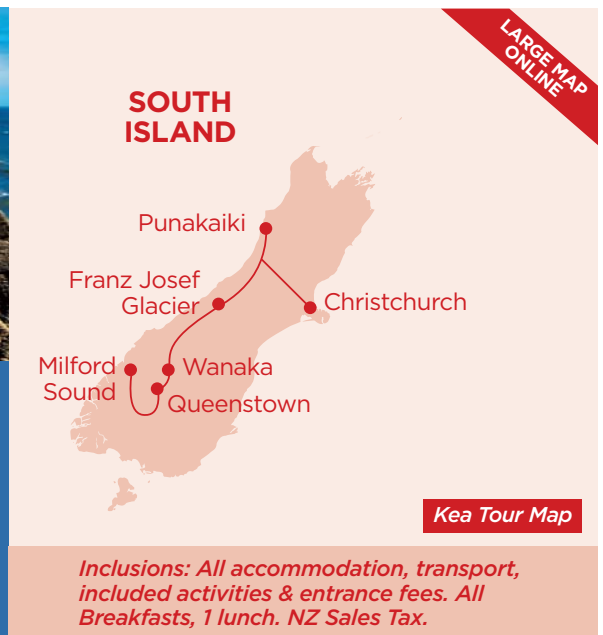 LARGE MAP
ONLINE
SOUTH
ISLAND
Punakaiki
Franz Josef
Glacier
Christchurch
Milford
Sound
Wanaka
Queenstown
Kea Tour Map
Inclusions: All accommodation, transport,
included activities & entrance fees. All
Breakfasts, 1 lunch. NZ Sales Tax.